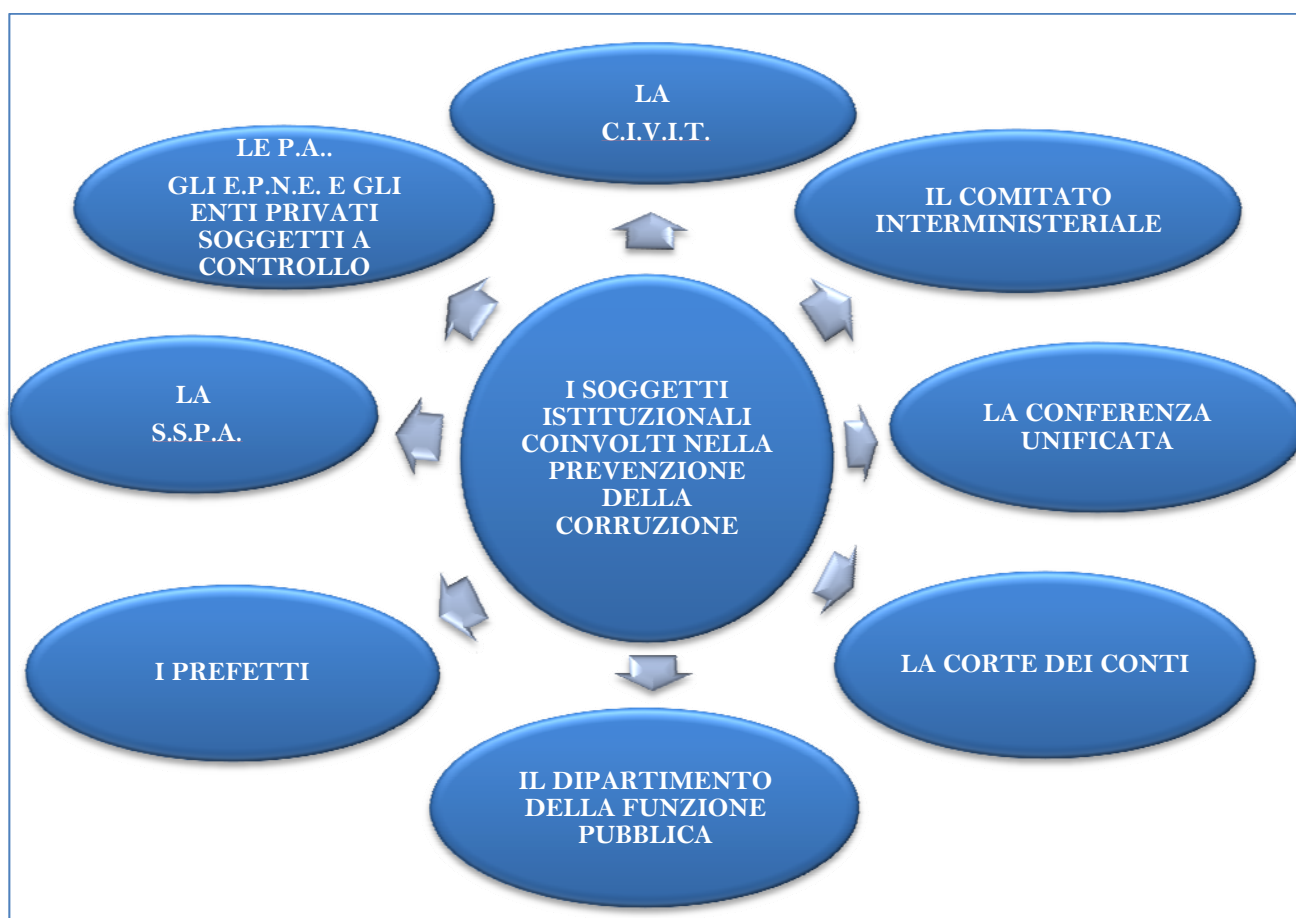 LA
C.I.V.I.T.
LE P.A..
GLI E.P.N.E. E GLI
ENTI PRIVATI
SOGGETTI A
CONTROLLO
IL COMITATO
INTERMINISTERIALE
I SOGGETTI
ISTITUZIONALI
COINVOLTI NELLA
PREVENZIONE
DELLA
CORRUZIONE
LA
S.S.P.A.
LA CONFERENZA
UNIFICATA
I PREFETTI
LA CORTE DEI CONTI
IL DIPARTIMENTO
DELLA FUNZIONE
PUBBLICA